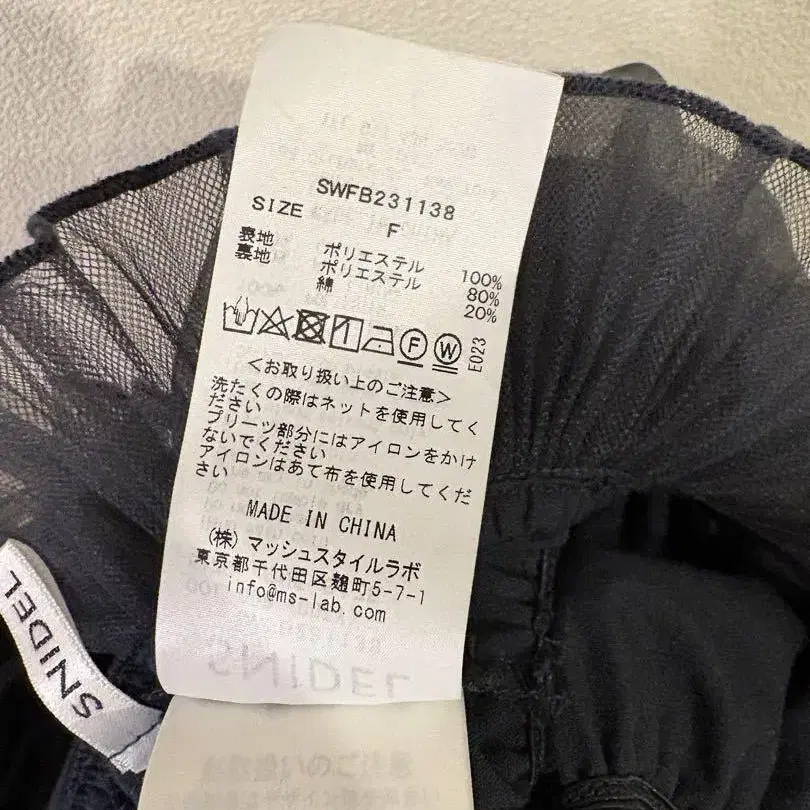 SWFB231138
SIZE F
表地 ポリエステル 100%
裏地 ポリエステル 80%
綿 20%
F W E023
<お取り扱い上のご注意>
洗たくの際はネットを使用してく
ださい
プリーツ部分にはアイロンをかけ
ないでください
アイロンはあて布を使用してくだ
さい
MADE IN CHINA
(株) マッシュスタイルラボ
東京都千代田区麹町5-7-1
info@ms-lab.com
SNIDEL